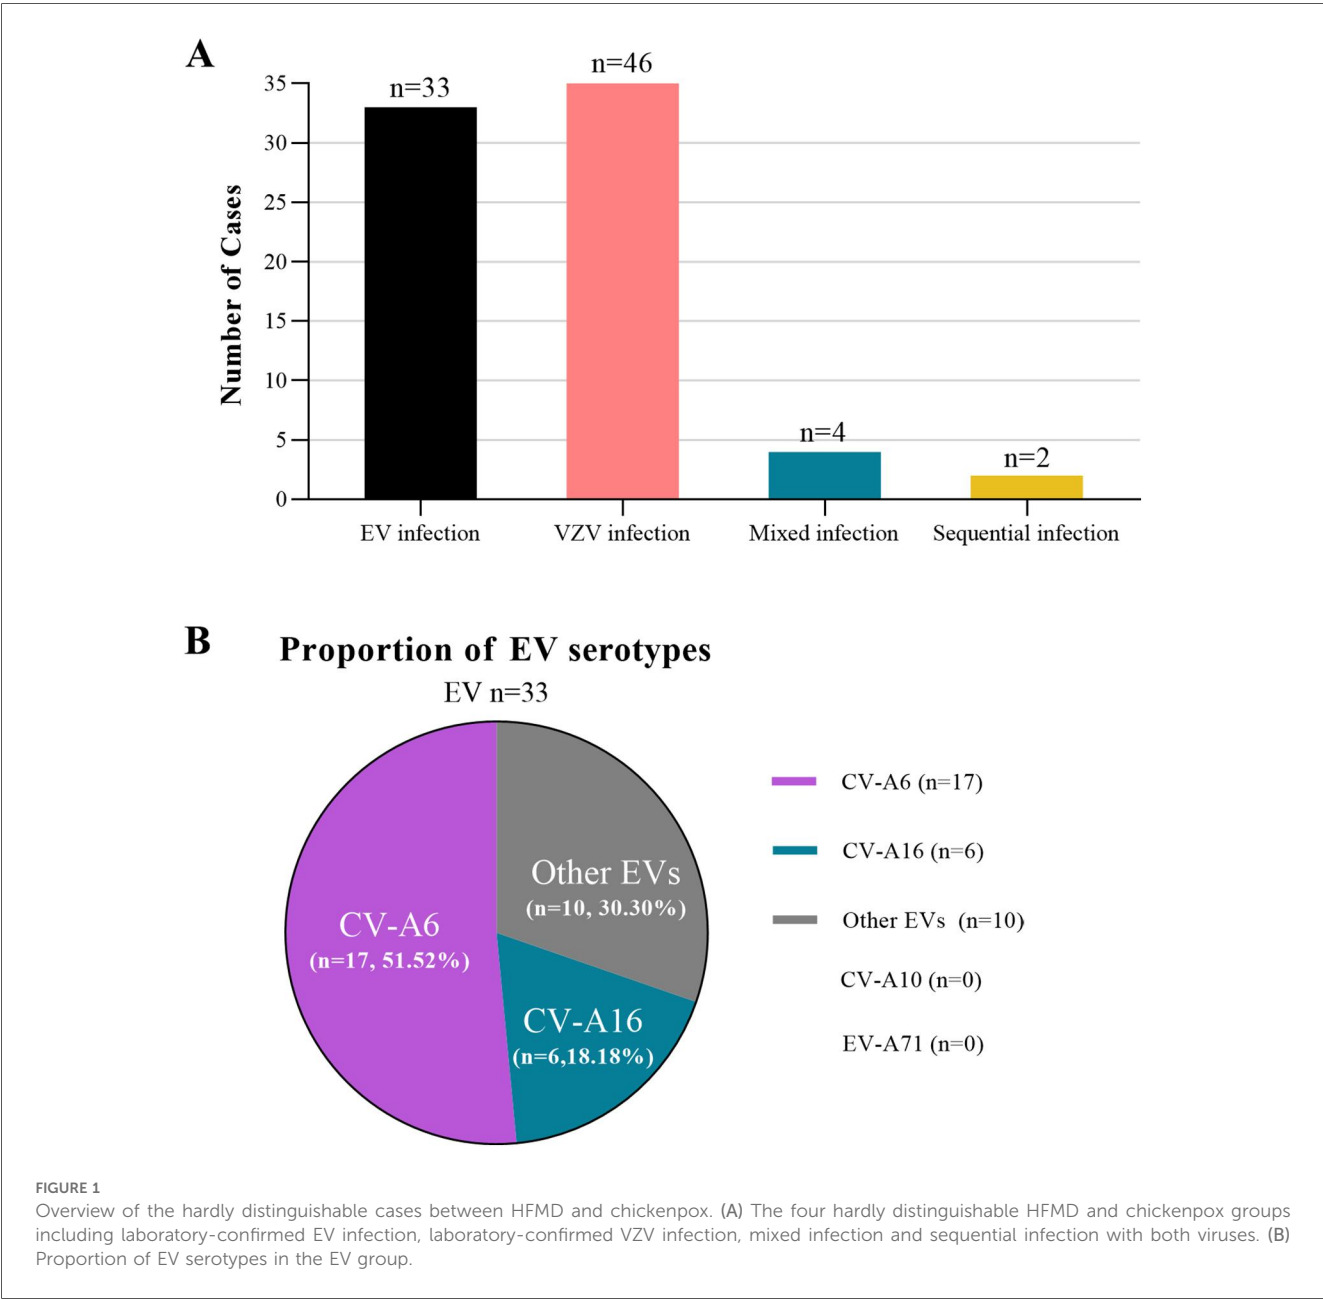 A
n=33
n=46
n=4
n=2
35
30
25
20
15
10
5
0
Number of Cases
EV infection
VZV infection
Mixed infection
Sequential infection
B
Proportion of EV serotypes
EV n=33
Other EVs
(n=10, 30.30%)
CV-A6
(n=17, 51.52%)
CV-A16
(n=6,18.18%)
CV-A6 (n=17)
CV-A16 (n=6)
Other EVs (n=10)
CV-A10 (n=0)
EV-A71 (n=0)
FIGURE 1
Overview of the hardly distinguishable cases between HFMD and chickenpox. (A) The four hardly distinguishable HFMD and chickenpox groups
including laboratory-confirmed EV infection, laboratory-confirmed VZV infection, mixed infection and sequential infection with both viruses. (B)
Proportion of EV serotypes in the EV group.